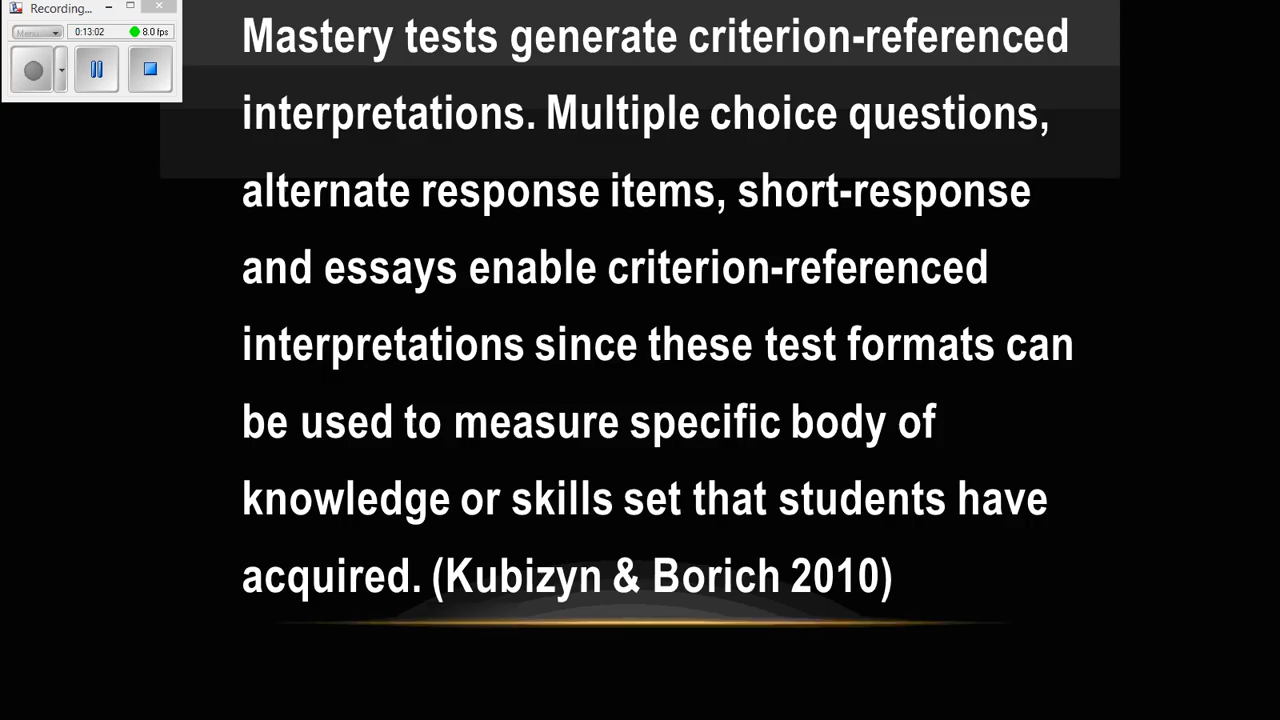 Recording...
Menu
0:13:02
8.0 fps
Mastery tests generate criterion-referenced
interpretations. Multiple choice questions,
alternate response items, short-response
and essays enable criterion-referenced
interpretations since these test formats can
be used to measure specific body of
knowledge or skills set that students have
acquired. (Kubizyn & Borich 2010)